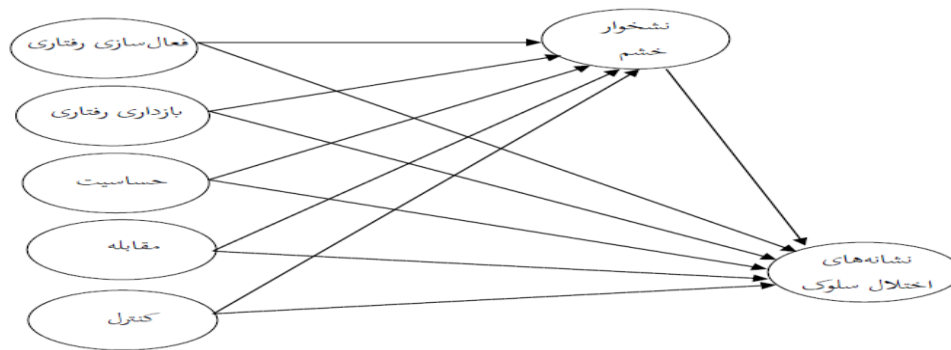 نشخوار
خشم
فعال‌سازی رفتاری
بازداری رفتاری
حساسیت
مقابله
کنترل
نشانه‌های
اختلال سلوک